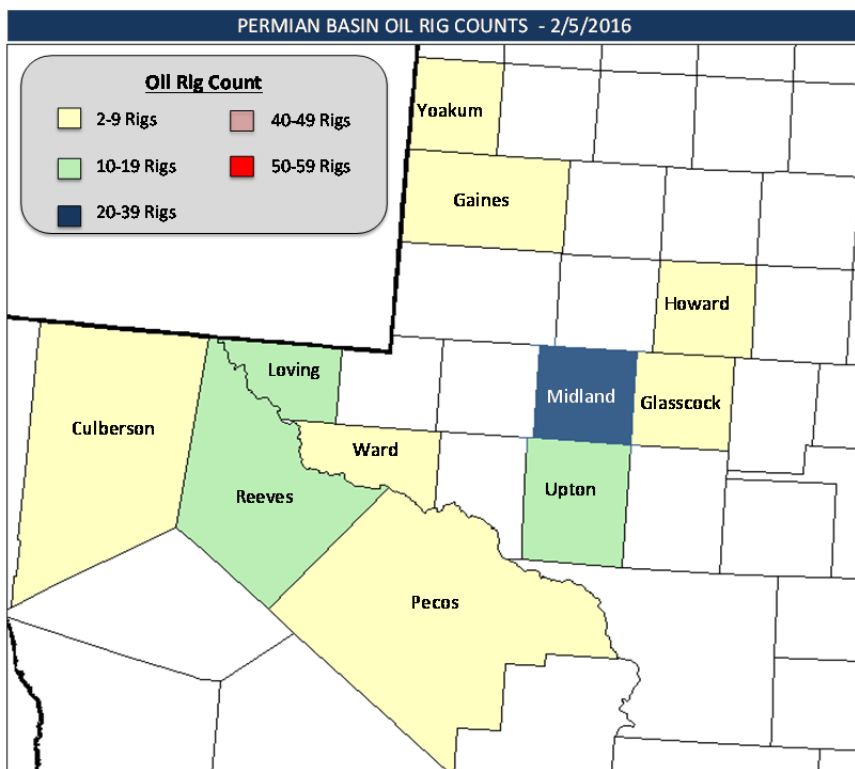 PERMIAN BASIN OIL RIG COUNTS - 2/5/2016
Oil Rig Count
2-9 Rigs
40-49 Rigs
10-19 Rigs
50-59 Rigs
20-39 Rigs
Yoakum
Gaines
Howard
Loving
Midland
Glasscock
Culberson
Ward
Reeves
Upton
Pecos